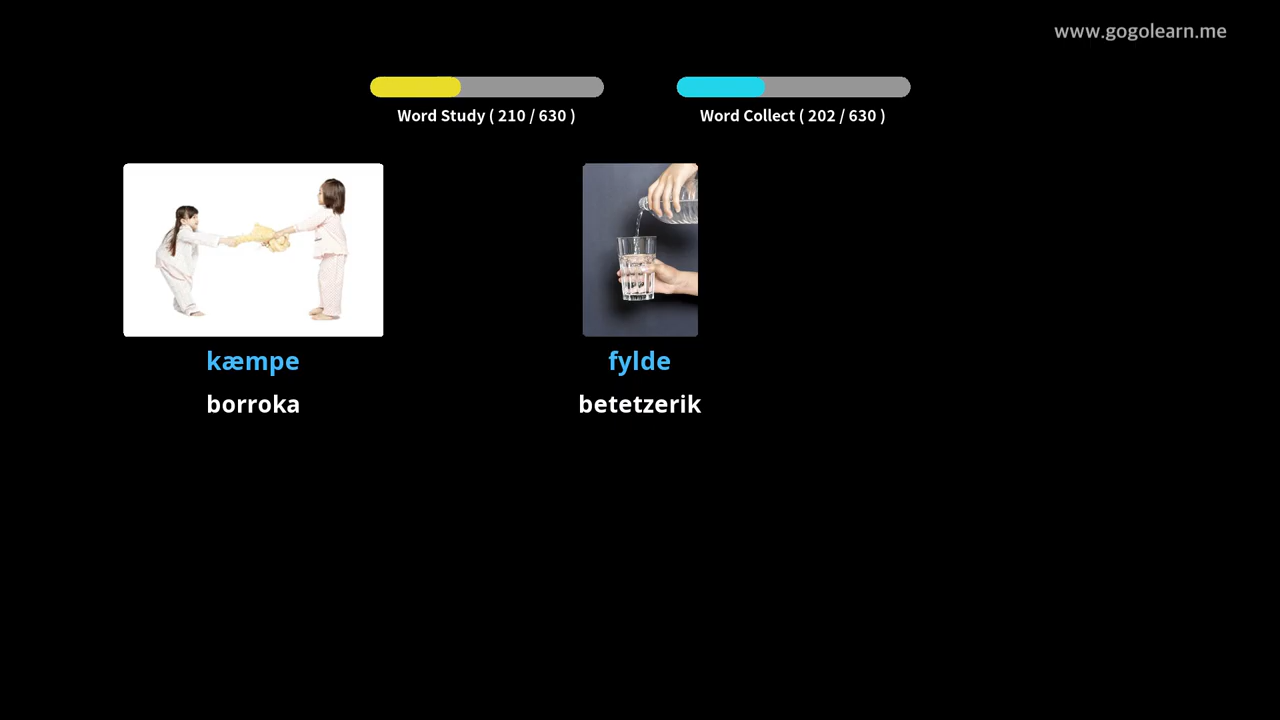 www.gogolearn.me
Word Study ( 210 / 630 )
Word Collect ( 202 / 630 )
kæmpe
fylde
borroka
betetzerik